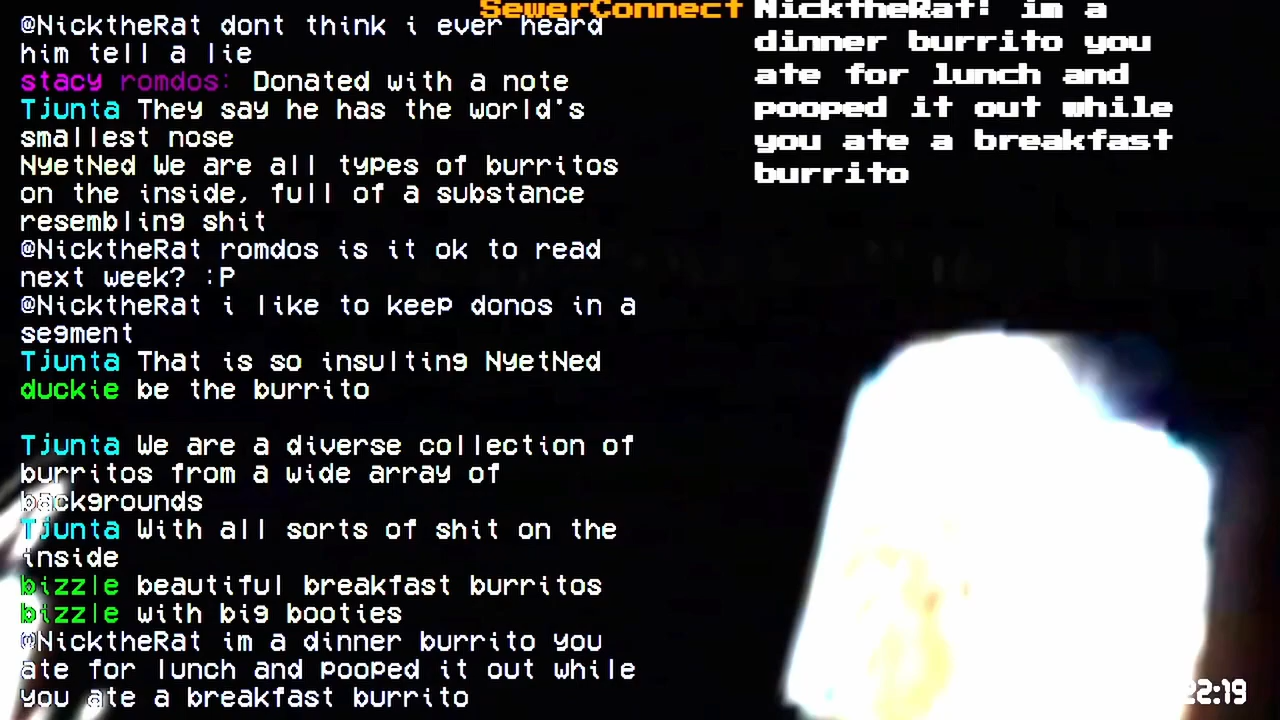 @NicktheRat dont think i ever heard
him tell a lie
stacy romdos: Donated with a note
Tjunta They say he has the world's
smallest nose
NyetNed We are all types of burritos
on the inside, full of a substance
resembling shit
@NicktheRat romdos is it ok to read
next week? :P
@NicktheRat i like to keep donos in a
segment
Tjunta That is so insulting NyetNed
duckie be the burrito
Tjunta We are a diverse collection of
burritos from a wide array of
backgrounds
Tjunta With all sorts of shit on the
inside
bizzle beautiful breakfast burritos
bizzle with big booties
@NicktheRat im a dinner burrito you
ate for lunch and pooped it out while
you ate a breakfast burrito
SewerConnect
NicktheRat: im a
dinner burrito you
ate for lunch and
pooped it out while
you ate a breakfast
burrito
22:19